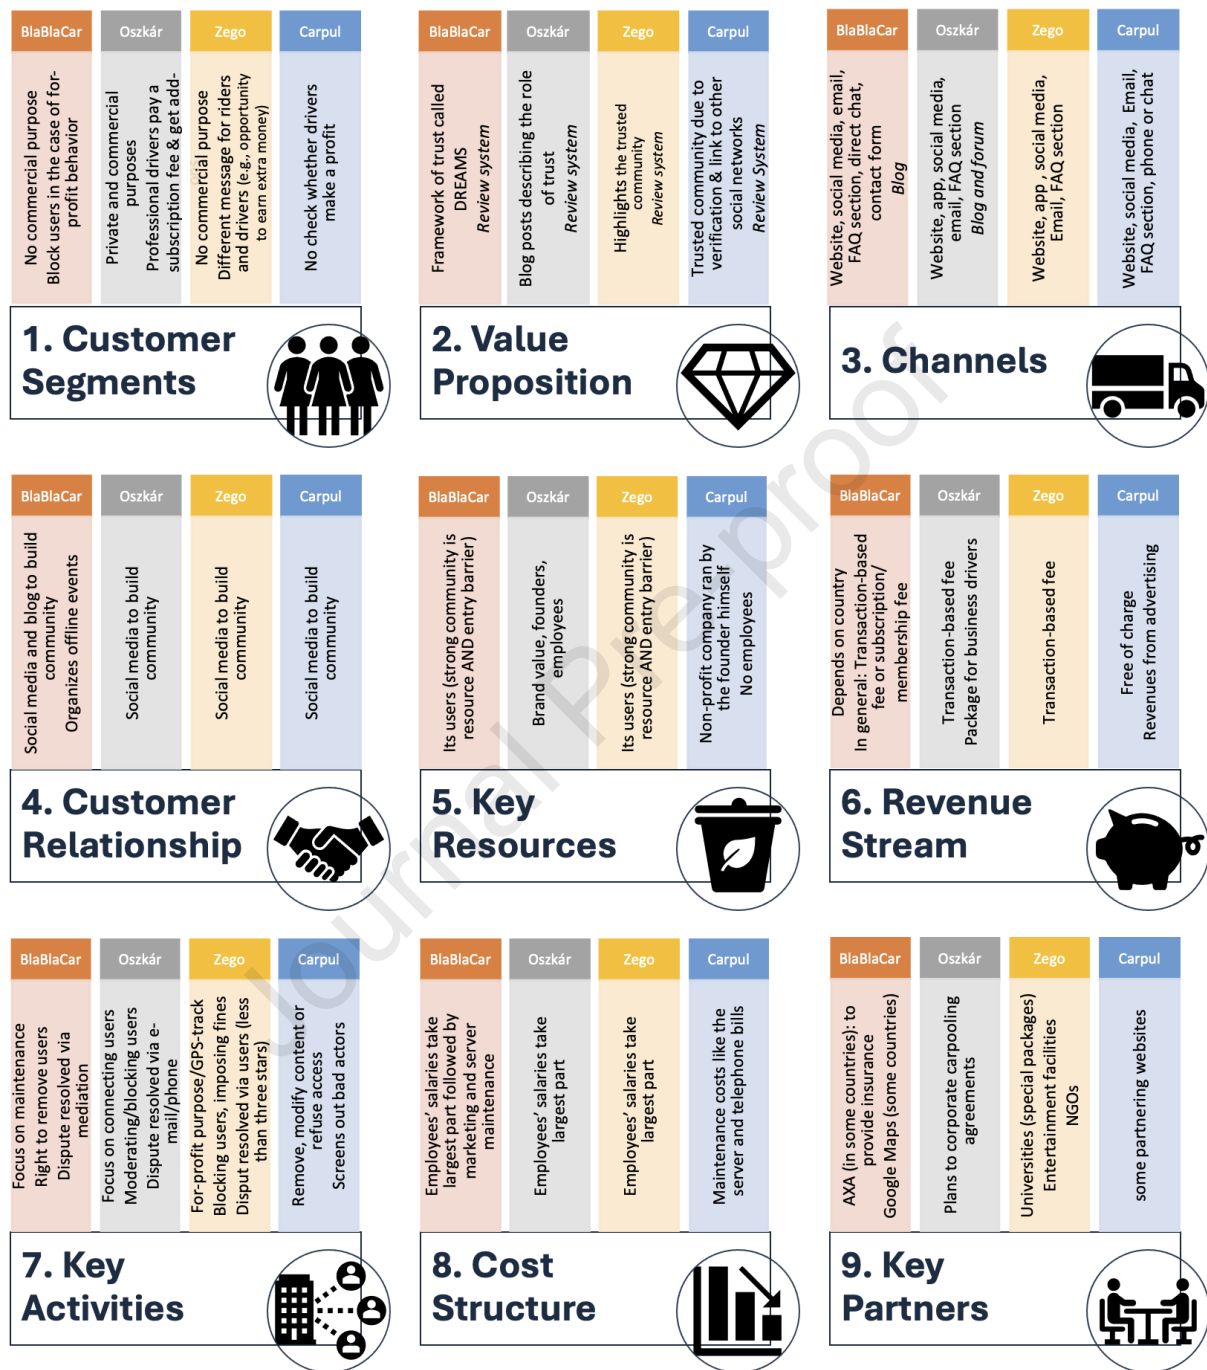 BlaBlaCar
No commercial purpose
Block users in the case of for-
profit behavior
Oszkár
Private and commercial
purposes
Professional drivers pay a
subscription fee & get add-
Zego
No commercial purpose
Different message for riders
and drivers (e.g., opportunity
to earn extra money)
Carpul
No check whether drivers
make a profit
1. Customer
Segments
BlaBlaCar
Framework of trust called
DREAMS
Review system
Oszkár
Blog posts describing the role
of trust
Review system
Zego
Highlights the trusted
community
Review system
Carpul
Trusted community due to
verification & link to other
social networks
Review System
2. Value
Proposition
BlaBlaCar
Website, social media, email,
FAQ section, direct chat,
contact form
Blog
Oszkár
Website, app, social media,
email, FAQ section
Blog and forum
Zego
Website, app , social media,
Email, FAQ section
Carpul
Website, social media, Email,
FAQ section, phone or chat
3. Channels
BlaBlaCar
Social media and blog to build
community
Organizes offline events
Oszkár
Social media to build
community
Zego
Social media to build
community
Carpul
Social media to build
community
4. Customer
Relationship
BlaBlaCar
Its users (strong community is
resource AND entry barrier)
Oszkár
Brand value, founders,
employees
Zego
Its users (strong community is
resource AND entry barrier)
Carpul
Non-profit company ran by
the founder himself
No employees
5. Key
Resources
BlaBlaCar
Depends on country
In general: Transaction-based
fee or subscription/
membership fee
Oszkár
Transaction-based fee
Package for business drivers
Zego
Transaction-based fee
Carpul
Free of charge
Revenues from advertising
6. Revenue
Stream
BlaBlaCar
Focus on maintenance
Right to remove users
Dispute resolved via
mediation
Oszkár
Focus on connecting users
Moderating/blocking users
Dispute resolved via e-
mail/phone
Zego
For-profit purpose/GPS-track
Blocking users, imposing fines
Disput resolved via users (less
than three stars)
Carpul
Remove, modify content or
refuse access
Screens out bad actors
7. Key
Activities
BlaBlaCar
Employees' salaries take
largest part followed by
marketing and server
maintenance
Oszkár
Employees' salaries take
largest part
Zego
Employees' salaries take
largest part
Carpul
Maintenance costs like the
server and telephone bills
8. Cost
Structure
BlaBlaCar
AXA (in some countries): to
provide insurance
Google Maps (some countries)
Oszkár
Plans to corporate carpooling
agreements
Zego
Universities (special packages)
Entertainment facilities
NGOs
Carpul
some partnering websites
9. Key
Partners
Journal Pre-proof